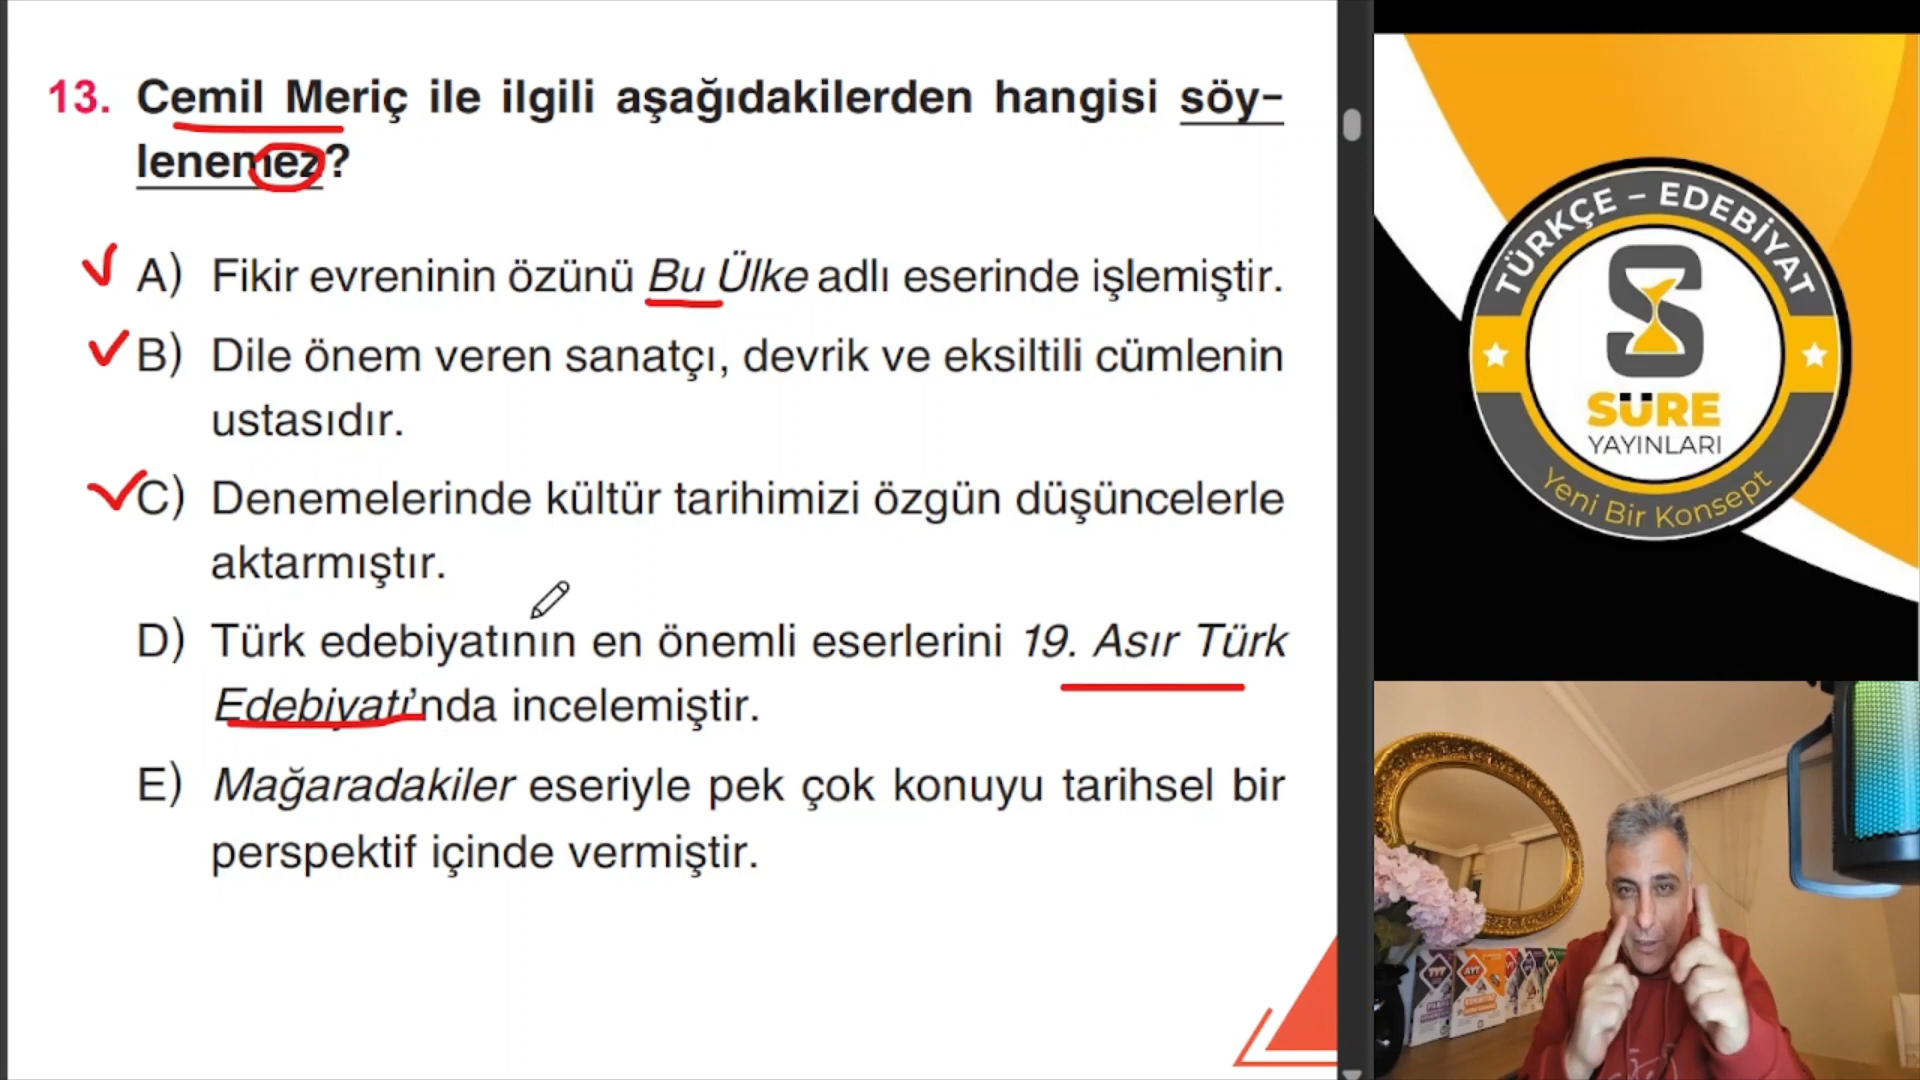 13. Cemil Meriç ile ilgili aşağıdakilerden hangisi söy-
lenemez?
A) Fikir evreninin özünü Bu Ülke adlı eserinde işlemiştir.
B) Dile önem veren sanatçı, devrik ve eksiltili cümlenin
ustasıdır.
C) Denemelerinde kültür tarihimizi özgün düşüncelerle
aktarmıştır.
D) Türk edebiyatının en önemli eserlerini 19. Asır Türk
Edebiyatı'nda incelemiştir.
E) Mağaradakiler eseriyle pek çok konuyu tarihsel bir
perspektif içinde vermiştir.
TÜRKÇE – EDEBİYAT
SÜRE
YAYINLARI
Yeni Bir Konsept
TYT
AYT